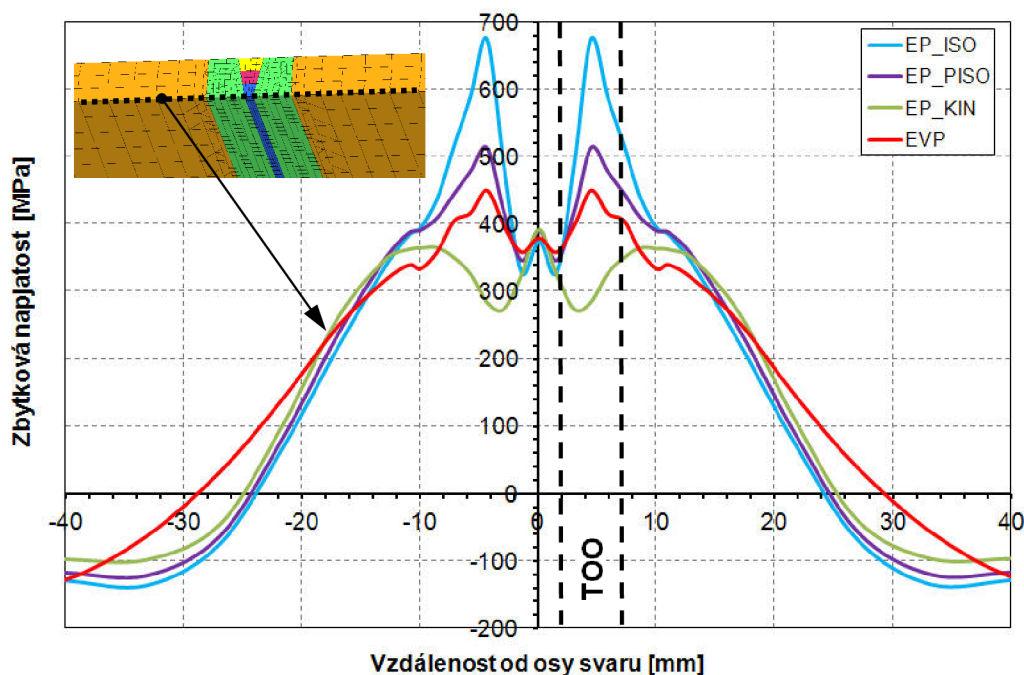 700
600
500
400
300
200
100
0
-100
-200
-40
-30
-20
-10
0
10
20
30
40
Zbytková napjatost [MPa]
Vzdálenost od osy svaru [mm]
TOO
EP_ISO
EP_PISO
EP_KIN
EVP